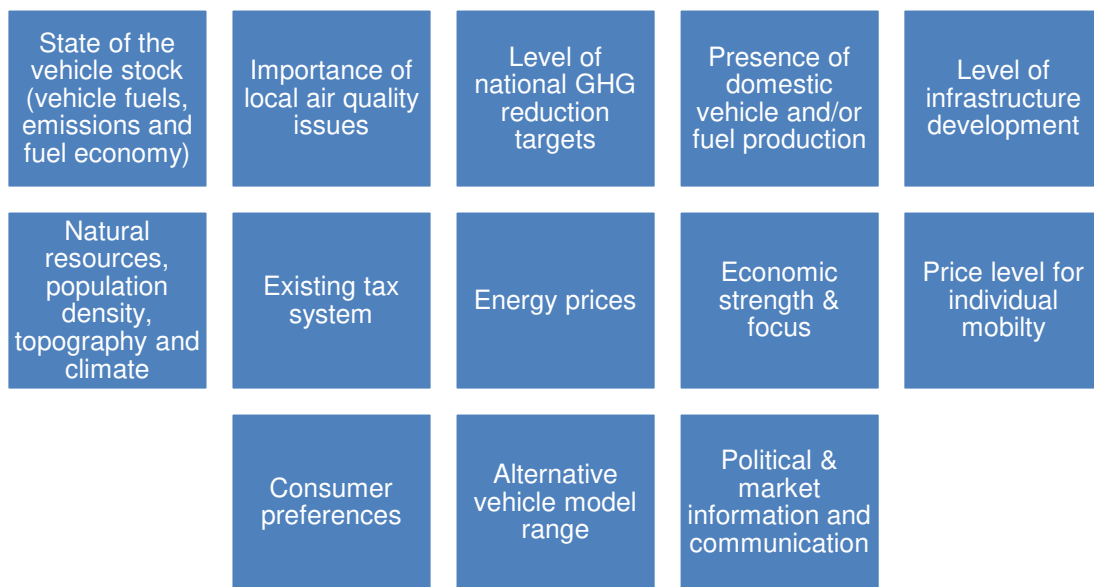 State of the
vehicle stock
(vehicle fuels,
emissions and
fuel economy)
Importance of
local air quality
issues
Level of
national GHG
reduction
targets
Presence of
domestic
vehicle and/or
fuel production
Level of
infrastructure
development
Natural
resources,
population
density,
topography and
climate
Existing tax
system
Energy prices
Economic
strength &
focus
Price level for
individual
mobilty
Consumer
preferences
Alternative
vehicle model
range
Political &
market
information and
communication